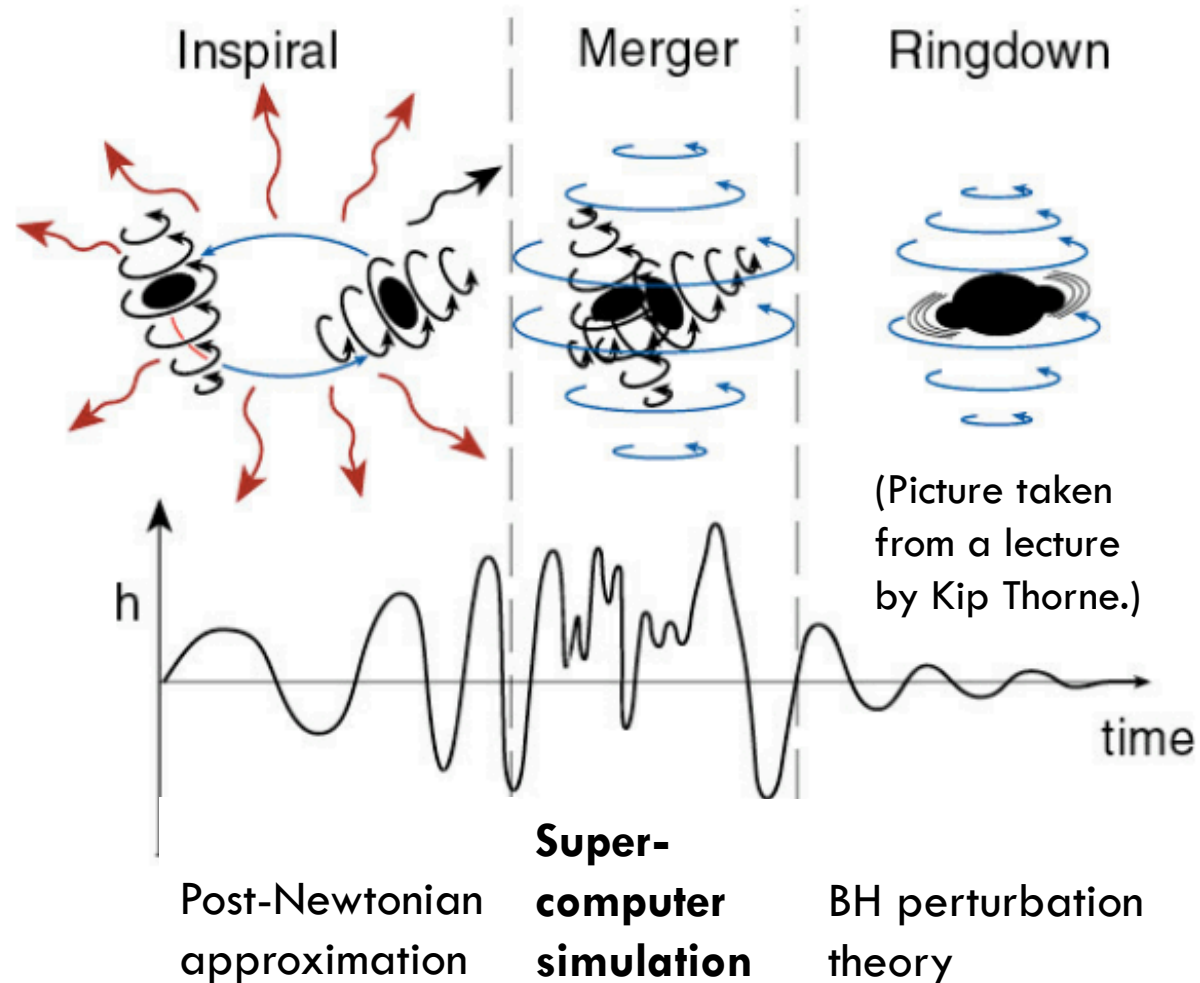 Inspiral
Merger
Ringdown
(Picture taken
from a lecture
by Kip Thorne.)
h
time
Post-Newtonian
approximation
Super-
computer
simulation
BH perturbation
theory